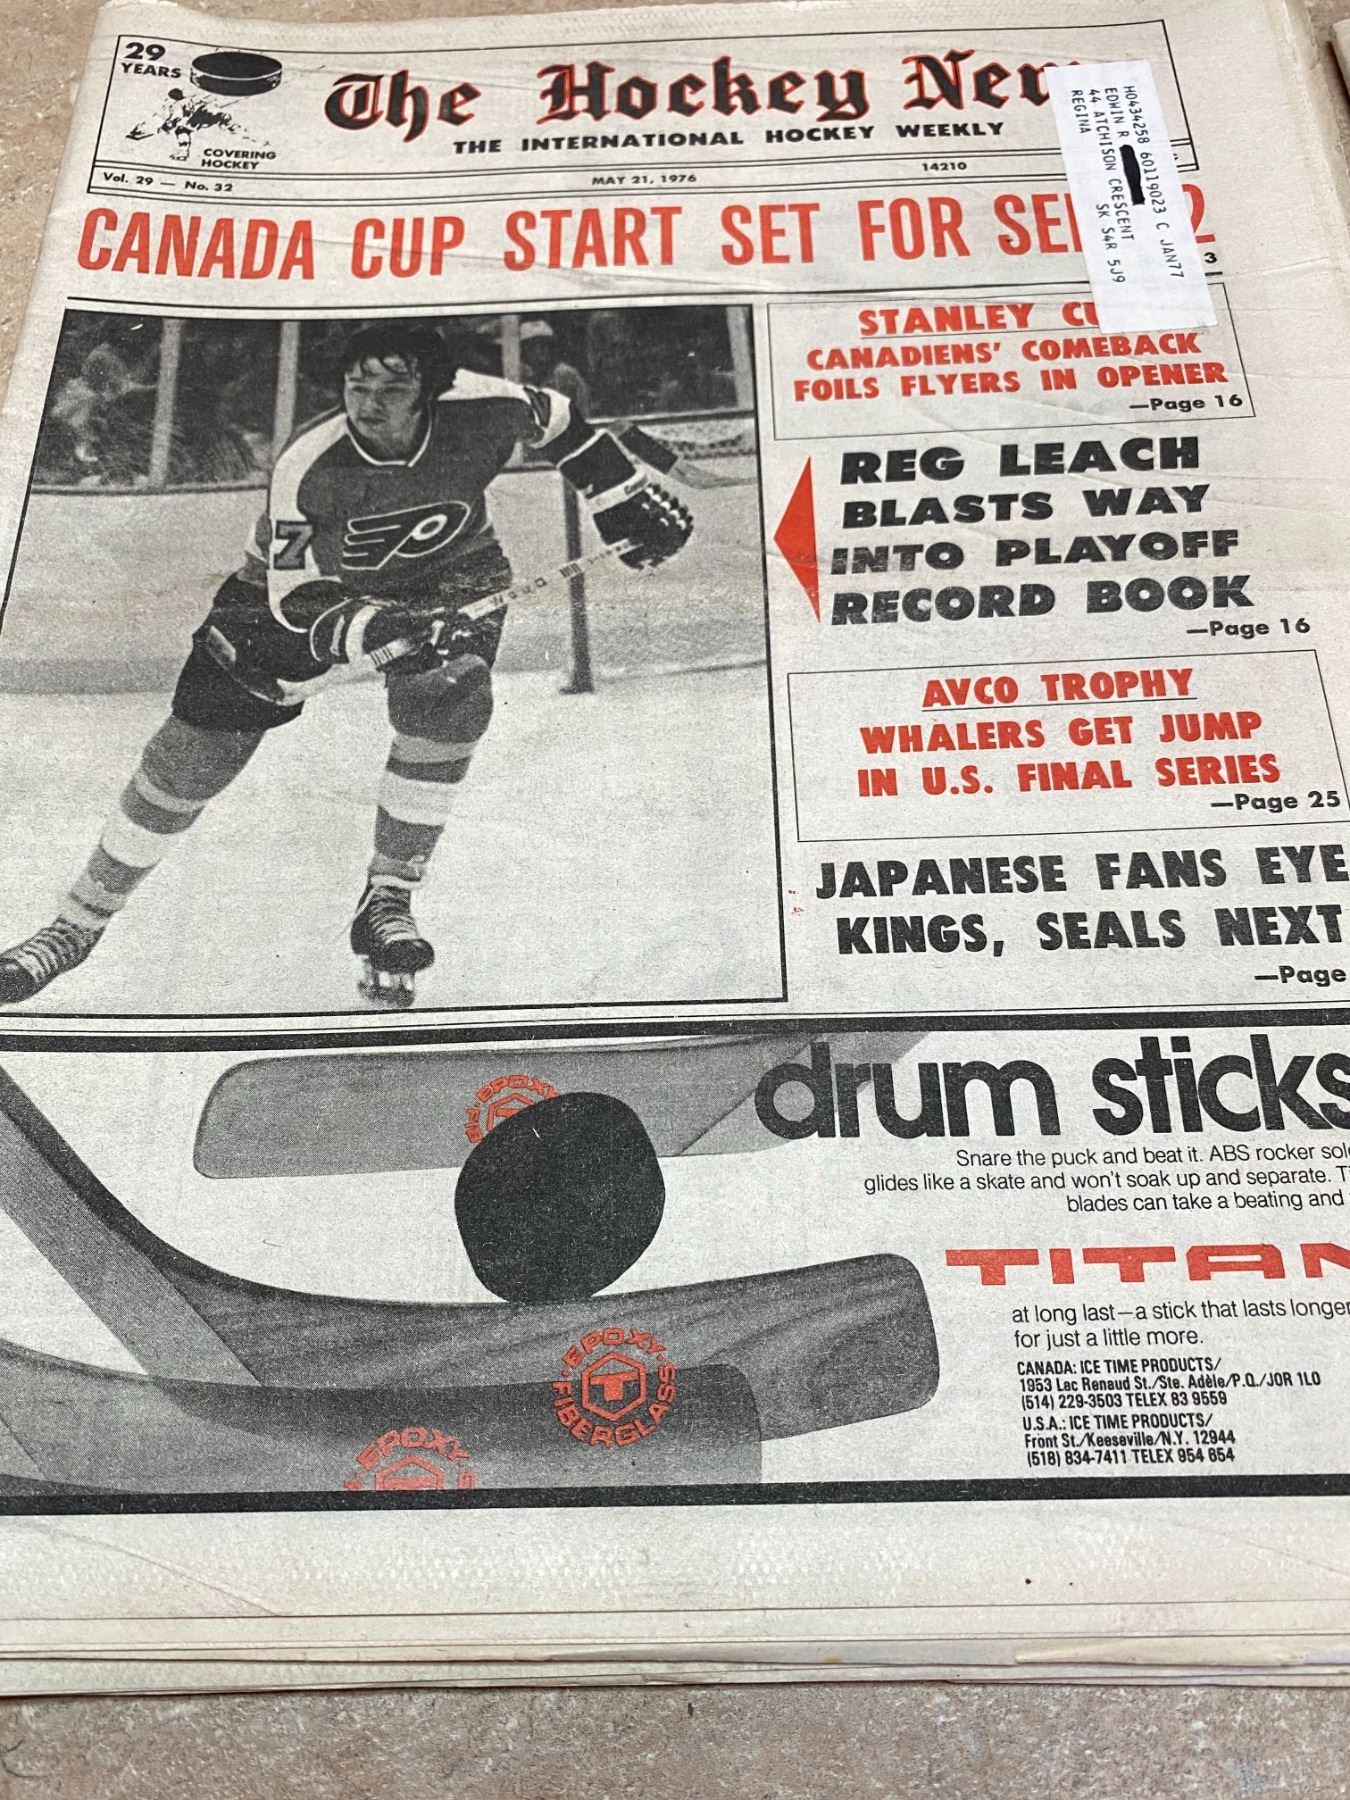 29
YEARS
COVERING
HOCKEY
The Hockey
THE INTERNATIONAL HOCKEY WEEKLY
Vol. 29 — No. 32
MAY 21, 1976
14210
H0434258 60119023 C JAN77
EDWIN R
44 ATCHISON CRESCENT
REGINA SK S4R 5J9
CANADA CUP START SET FOR
3
STANLEY
CANADIENS' COMEBACK
FOILS FLYERS IN OPENER
—Page 16
REG LEACH
BLASTS WAY
INTO PLAYOFF
RECORD BOOK
—Page 16
AVCO TROPHY
WHALERS GET JUMP
IN U.S. FINAL SERIES
—Page 25
JAPANESE FANS EYE
KINGS, SEALS NEXT
—Page
7
drum sticks
Snare the puck and beat it. ABS rocker
glides like a skate and won't soak up and separate.
blades can take a beating and
TITAN
at long last—a stick that lasts longer
for just a little more.
CANADA: ICE TIME PRODUCTS/
1953 Lac Renaud St./Ste. Adèle/P.Q./JOR 1LO
(514) 229-3503 TELEX 83 9559
U.S.A.: ICE TIME PRODUCTS/
Front St./Keeseville/N.Y. 12944
(518) 834-7411 TELEX 954 654
EPOXY
EPOXY
FIBERGLASS
T
EPOXY